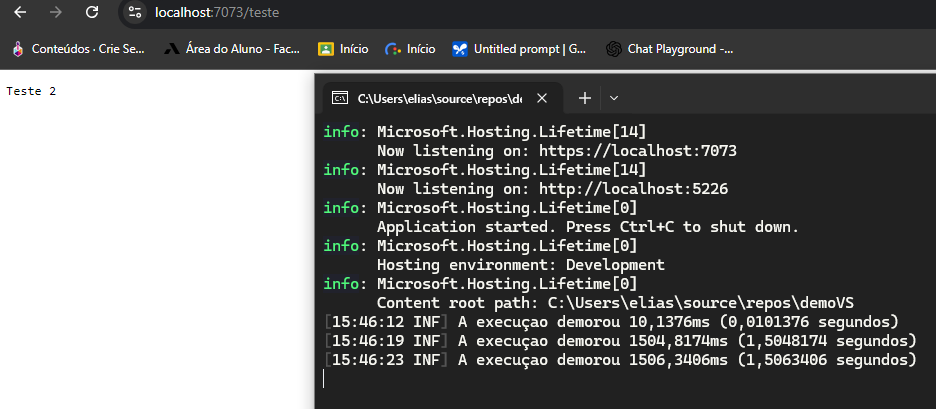 localhost:7073/teste
Conteúdos · Crie Se... Área do Aluno - Fac... Início Início Untitled prompt | G... Chat Playground -...
Teste 2
C:\Users\elias\source\repos\de
info: Microsoft.Hosting.Lifetime[14]
Now listening on: https://localhost:7073
info: Microsoft.Hosting.Lifetime[14]
Now listening on: http://localhost:5226
info: Microsoft.Hosting.Lifetime[0]
Application started. Press Ctrl+C to shut down.
info: Microsoft.Hosting.Lifetime[0]
Hosting environment: Development
info: Microsoft.Hosting.Lifetime[0]
Content root path: C:\Users\elias\source\repos\demoVS
[15:46:12 INF] A execuçao demorou 10,1376ms (0,0101376 segundos)
[15:46:19 INF] A execuçao demorou 1504,8174ms (1,5048174 segundos)
[15:46:23 INF] A execuçao demorou 1506,3406ms (1,5063406 segundos)